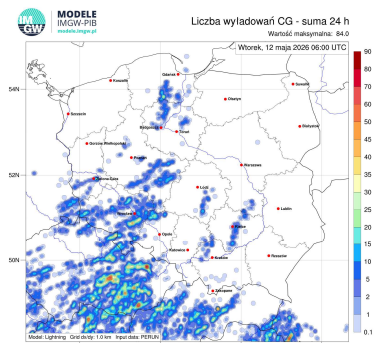 IM
GW
MODELE
IMGW-PIB
modele.imgw.pl
Liczba wyładowań CG - suma 24 h
Wartość maksymalna: 84.0
Wtorek, 12 maja 2026 06:00 UTC
54N
52N
50N
Gdańsk
Koszalin
Suwałki
Olsztyn
Szczecin
Białystok
Bydgoszcz
Toruń
Gorzów Wielkopolski
Poznań
Warszawa
Zielona Góra
Łódź
Wrocław
Lublin
Kielce
Opole
Katowice
Kraków
Rzeszów
Zakopane
90
80
70
60
50
45
40
35
30
25
20
15
10
5
2
1
0.1
Model: Lightning Grid dx/dy: 1.0 km Input data: PERUN